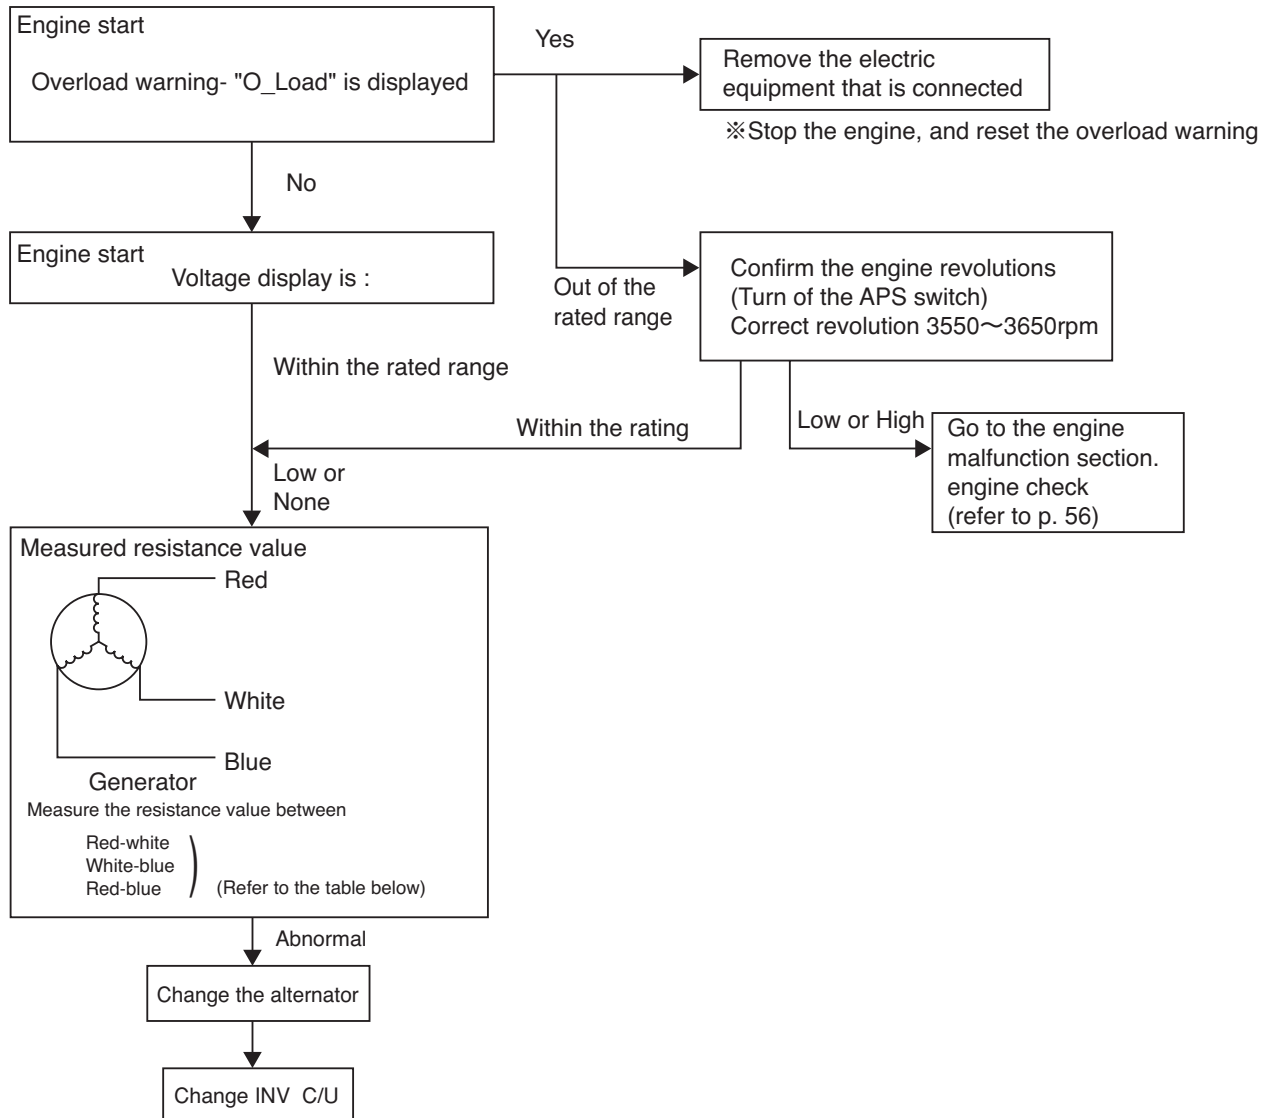 Engine start
Overload warning- "O_Load" is displayed
Yes
Remove the electric
equipment that is connected
※Stop the engine, and reset the overload warning
No
Engine start
Voltage display is :
Out of the
rated range
Confirm the engine revolutions
(Turn of the APS switch)
Correct revolution 3550～3650rpm
Within the rated range
Within the rating
Low or High
Go to the engine
malfunction section.
engine check
(refer to p. 56)
Low or
None
Measured resistance value
Red
White
Blue
Generator
Measure the resistance value between
Red-white
White-blue
Red-blue
(Refer to the table below)
Abnormal
Change the alternator
Change INV C/U